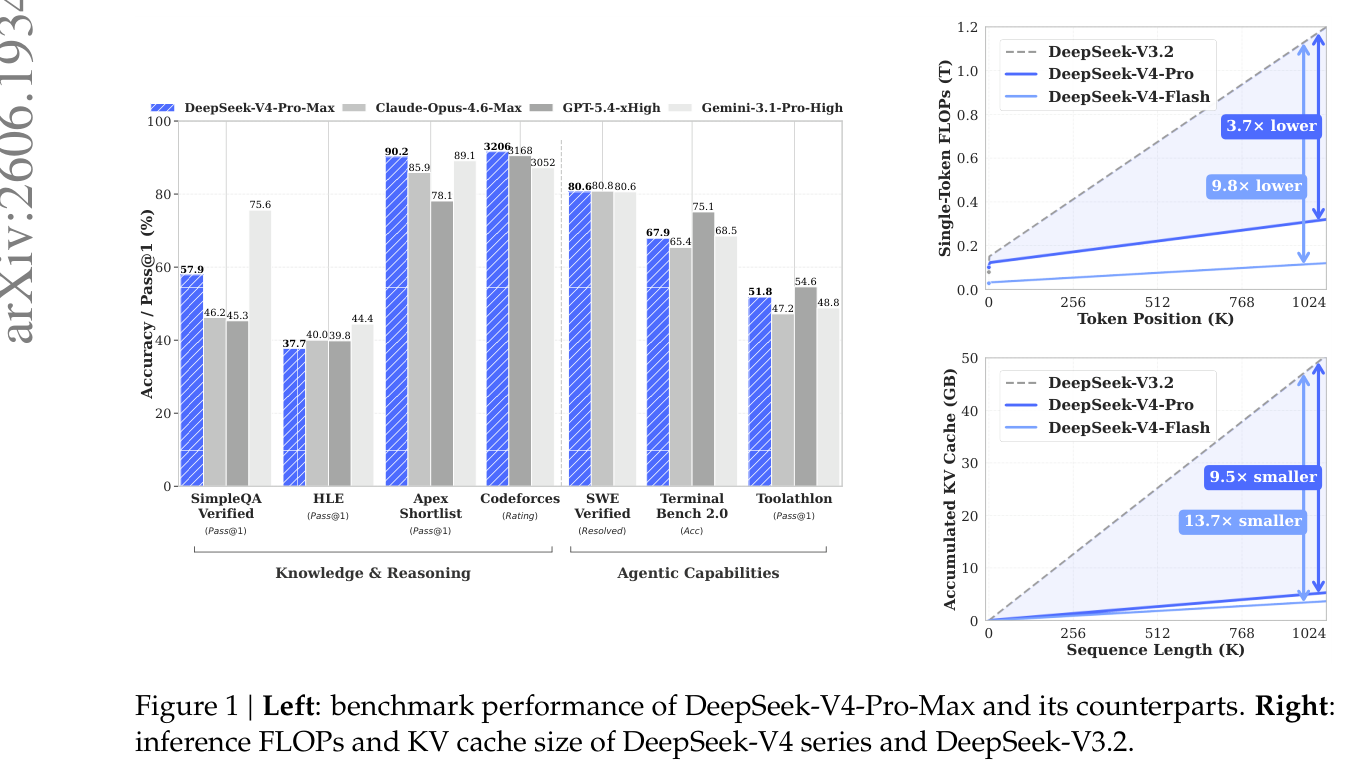 arXiv:2606.1934
DeepSeek-V4-Pro-Max Claude-Opus-4.6-Max GPT-5.4-xHigh Gemini-3.1-Pro-High
Accuracy / Pass@1 (%)
100
80
60
40
20
0
57.9 46.2 45.3 75.6
37.7 40.0 39.8 44.4
90.2 85.9 78.1 89.1
3206 3168 3052
80.6 80.8 80.6
67.9 65.4 75.1 68.5
51.8 47.2 54.6 48.8
SimpleQA
Verified
(Pass@1)
HLE
(Pass@1)
Apex
Shortlist
(Pass@1)
Codeforces
(Rating)
SWE
Verified
(Resolved)
Terminal
Bench 2.0
(Acc)
Toolathlon
(Pass@1)
Knowledge & Reasoning
Agentic Capabilities
Single-Token FLOPs (T)
1.2
1.0
0.8
0.6
0.4
0.2
0.0
DeepSeek-V3.2
DeepSeek-V4-Pro
DeepSeek-V4-Flash
3.7× lower
9.8× lower
0 256 512 768 1024
Token Position (K)
Accumulated KV Cache (GB)
50
40
30
20
10
0
DeepSeek-V3.2
DeepSeek-V4-Pro
DeepSeek-V4-Flash
9.5× smaller
13.7× smaller
0 256 512 768 1024
Sequence Length (K)
Figure 1 | Left: benchmark performance of DeepSeek-V4-Pro-Max and its counterparts. Right:
inference FLOPs and KV cache size of DeepSeek-V4 series and DeepSeek-V3.2.